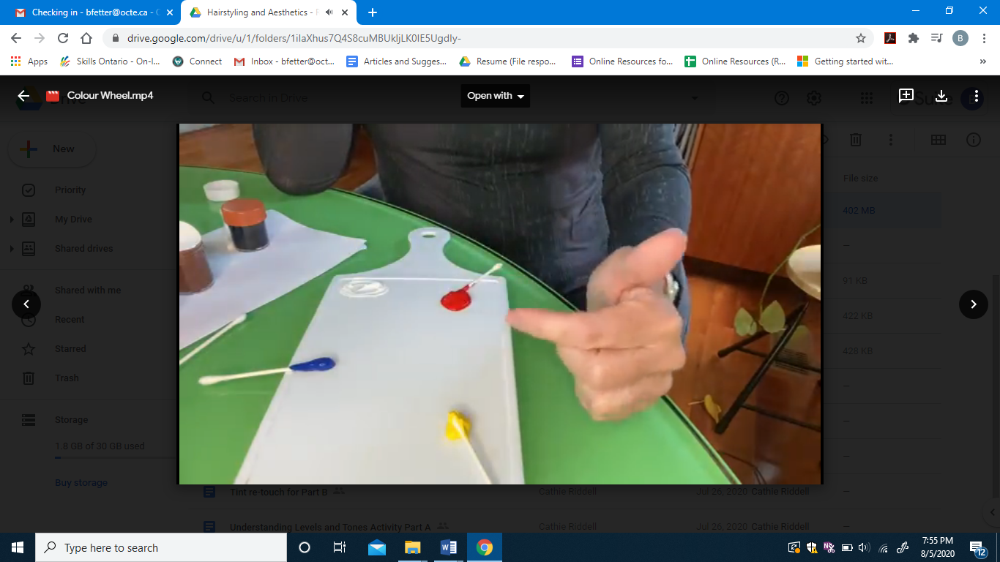 Checking in - bfetter@octe.ca - G
Hairstyling and Aesthetics - F
drive.google.com/drive/u/1/folders/1iIaXhus7Q4S8cuMBUkIjLK0IE5Ugdly-
B
Apps
Skills Ontario - On-l...
Connect
Inbox - bfetter@oct...
Articles and Sugges...
Resume (File respo...
Online Resources fo...
Online Resources (R...
Getting started wit...
»
Colour Wheel.mp4
Search in Drive
Open with
New
Priority
My Drive
Shared drives
Shared with me
Recent
Starred
Trash
Storage
1.8 GB of 30 GB used
Buy storage
File size
402 MB
—
91 KB
422 KB
428 KB
—
—
—
Tint re-touch for Part B
Cathie Riddell
Jul 26, 2020 Cathie Riddell
—
Understanding Levels and Tones Activity Part A
Cathie Riddell
Jul 26, 2020 Cathie Riddell
—
Type here to search
7:55 PM
8/5/2020
12